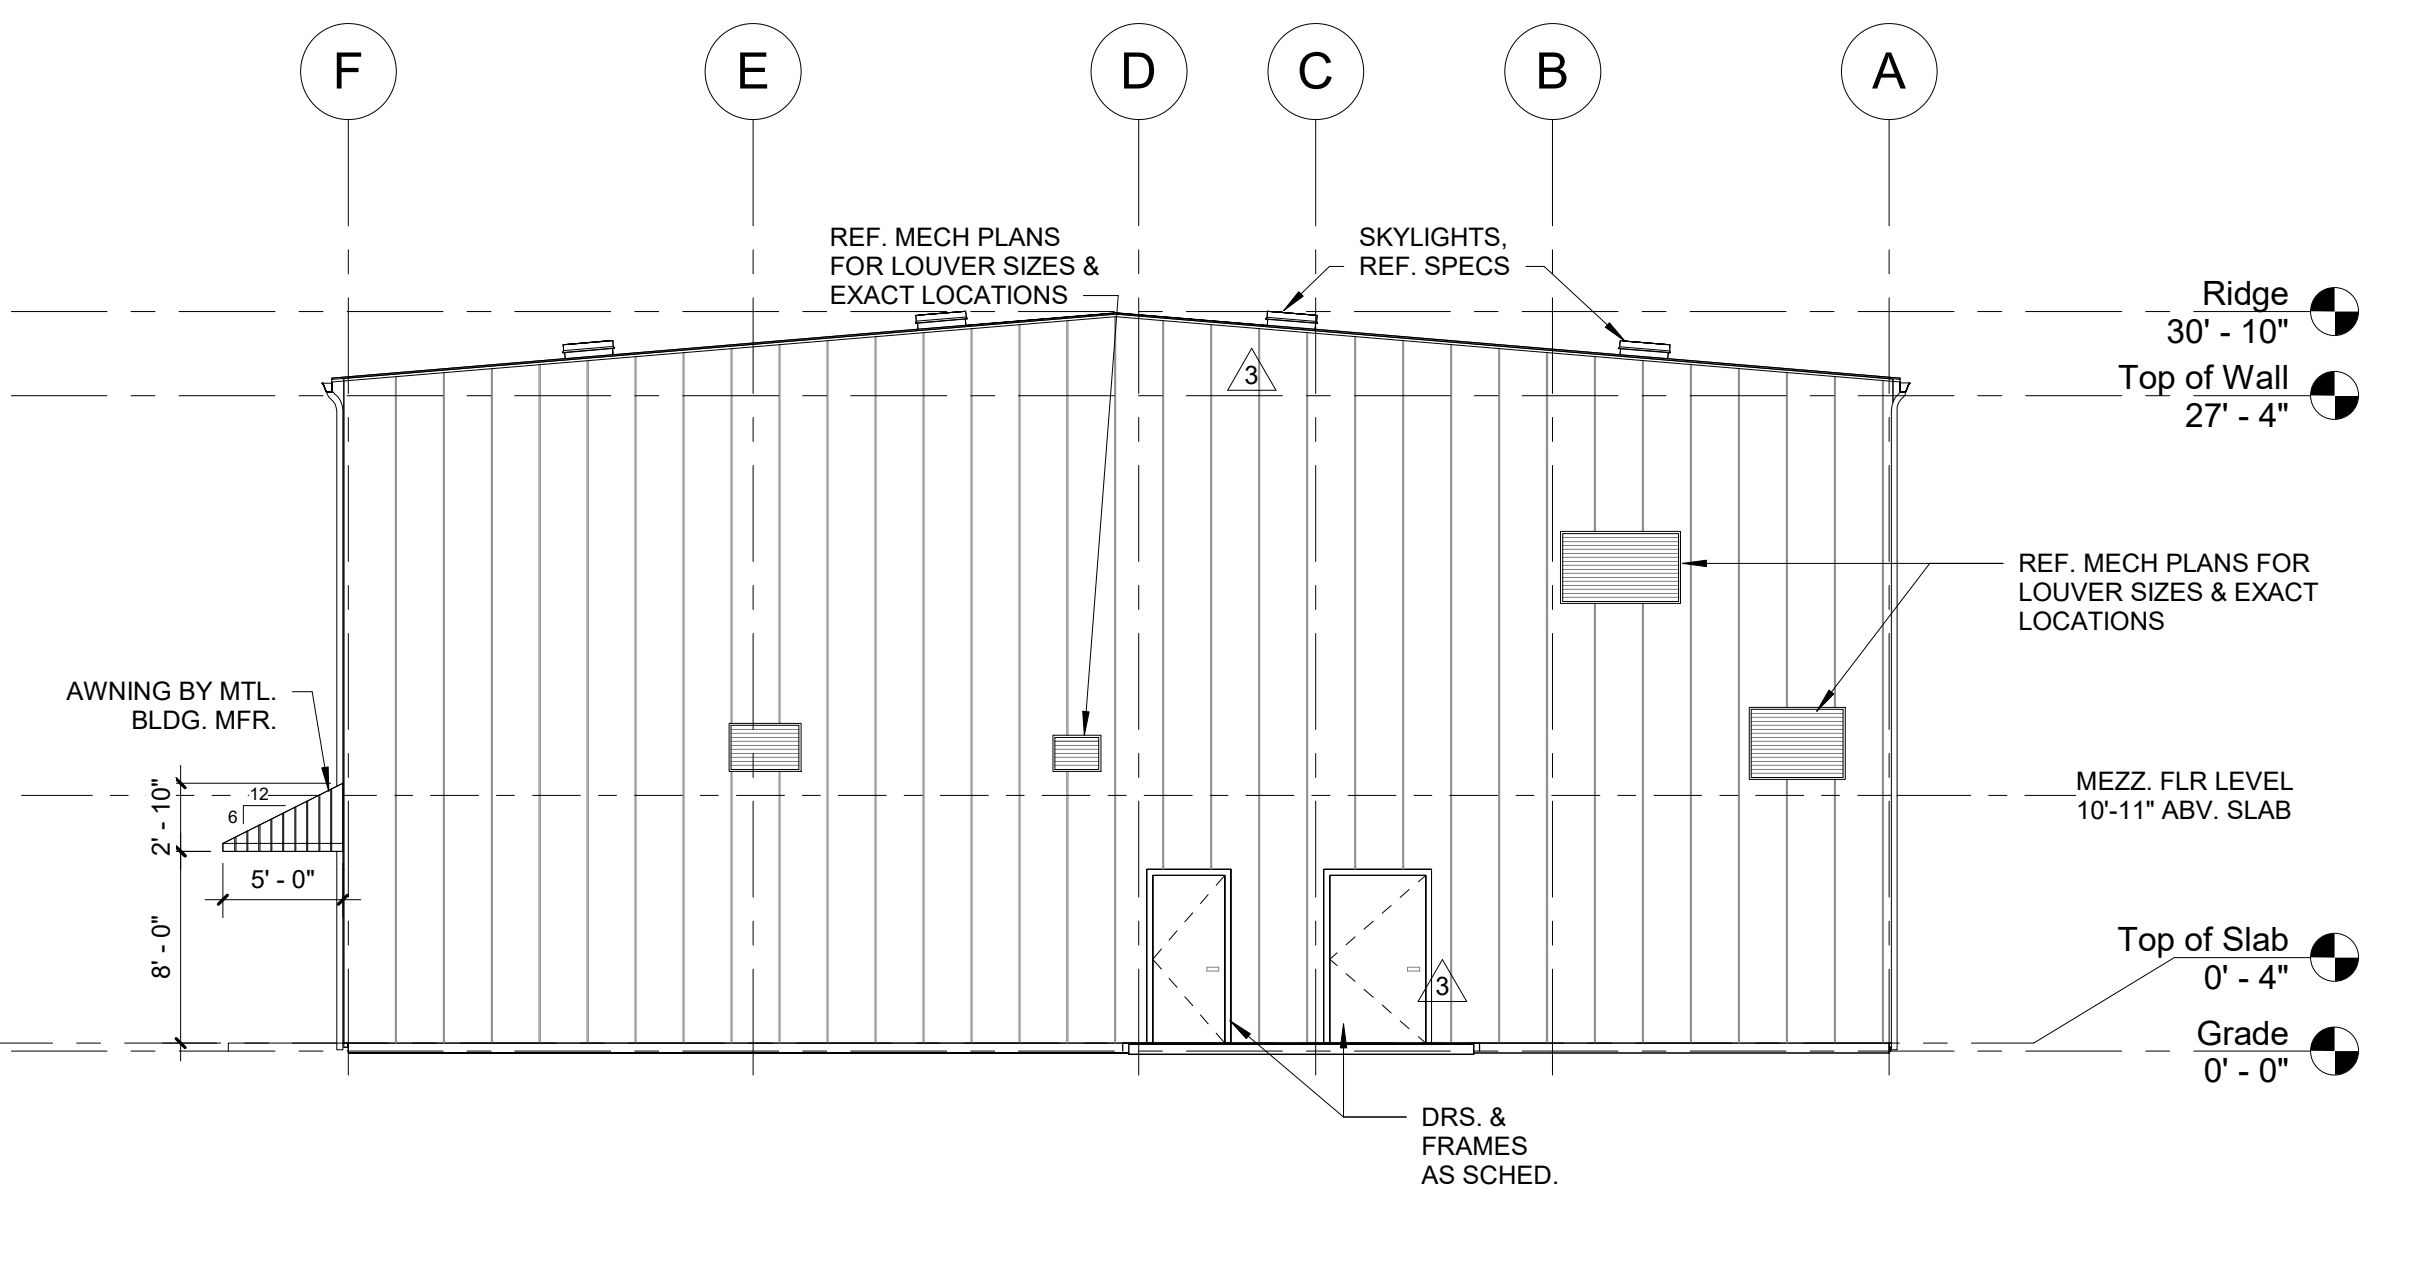 F E D C B A
REF. MECH PLANS
FOR LOUVER SIZES &
EXACT LOCATIONS
SKYLIGHTS,
REF. SPECS
Ridge
30' - 10"
Top of Wall
27' - 4"
3
REF. MECH PLANS FOR
LOUVER SIZES & EXACT
LOCATIONS
AWNING BY MTL.
BLDG. MFR.
12
6
2' - 10"
5' - 0"
8' - 0"
MEZZ. FLR LEVEL
10'-11" ABV. SLAB
3
Top of Slab
0' - 4"
Grade
0' - 0"
DRS. &
FRAMES
AS SCHED.